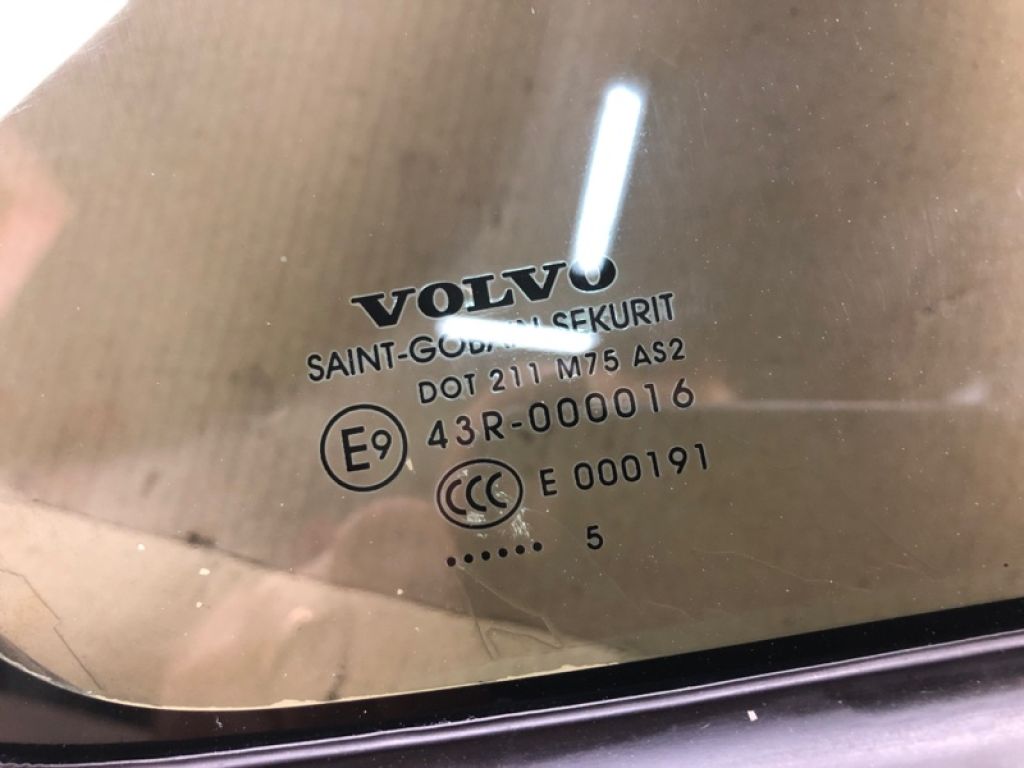 VOLVO
SAINT-GOBAIN SEKURIT
DOT 211 M75 AS2
E9 43R-000016
CCC E 000191
...... 5